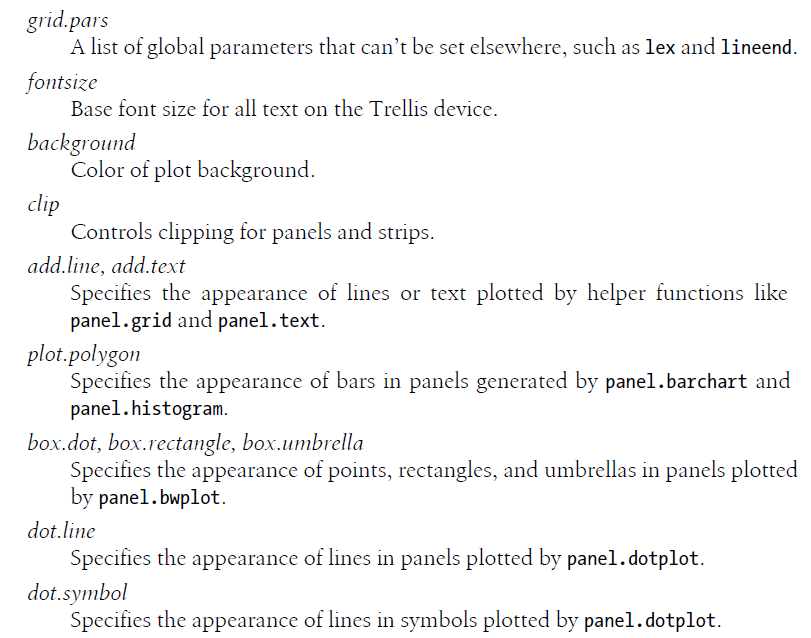 grid.pars
A list of global parameters that can't be set elsewhere, such as lex and lineend.
fontsize
Base font size for all text on the Trellis device.
background
Color of plot background.
clip
Controls clipping for panels and strips.
add.line, add.text
Specifies the appearance of lines or text plotted by helper functions like
panel.grid and panel.text.
plot.polygon
Specifies the appearance of bars in panels generated by panel.barchart and
panel.histogram.
box.dot, box.rectangle, box.umbrella
Specifies the appearance of points, rectangles, and umbrellas in panels plotted
by panel.bwplot.
dot.line
Specifies the appearance of lines in panels plotted by panel.dotplot.
dot.symbol
Specifies the appearance of lines in symbols plotted by panel.dotplot.